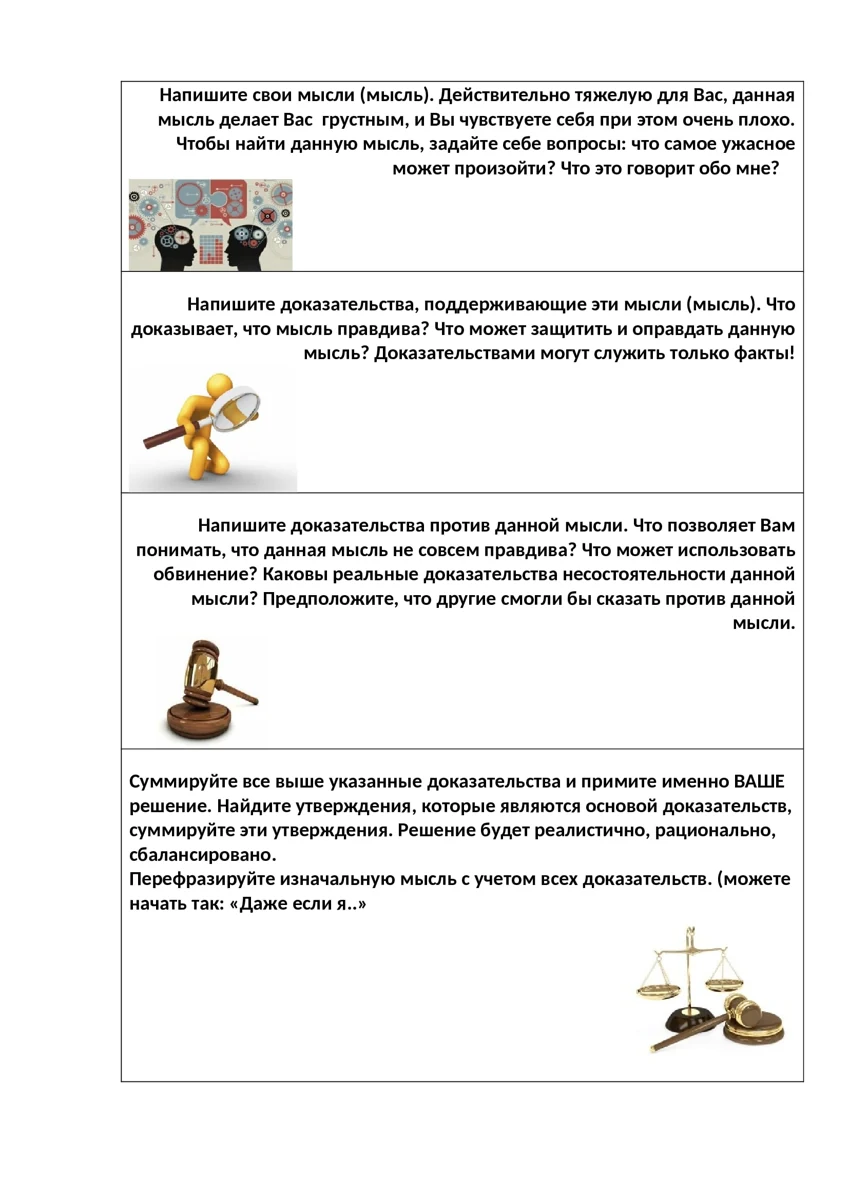 Напишите свои мысли (мысль). Действительно тяжелую для Вас, данная
мысль делает Вас  грустным, и Вы чувствуете себя при этом очень плохо.
Чтобы найти данную мысль, задайте себе вопросы: что самое ужасное
может произойти? Что это говорит обо мне?
Напишите доказательства, поддерживающие эти мысли (мысль). Что
доказывает, что мысль правдива? Что может защитить и оправдать данную
мысль? Доказательствами могут служить только факты!
Напишите доказательства против данной мысли. Что позволяет Вам
понимать, что данная мысль не совсем правдива? Что может использовать
обвинение? Каковы реальные доказательства несостоятельности данной
мысли? Предположите, что другие смогли бы сказать против данной
мысли.
Суммируйте все выше указанные доказательства и примите именно ВАШЕ
решение. Найдите утверждения, которые являются основой доказательств,
суммируйте эти утверждения. Решение будет реалистично, рационально,
сбалансировано.
Перефразируйте изначальную мысль с учетом всех доказательств. (можете
начать так: «Даже если я..»